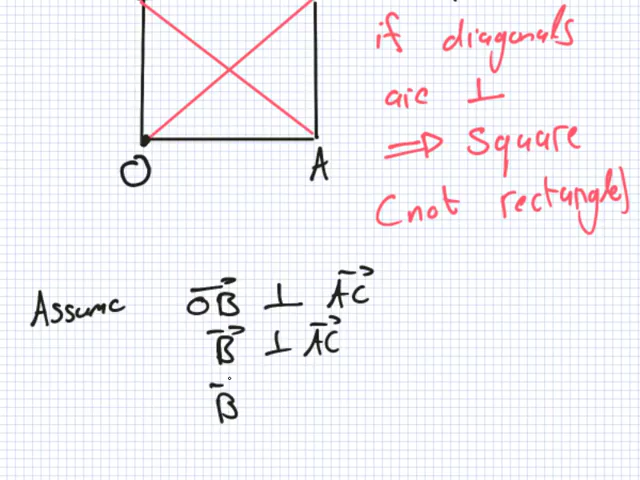 if diagonals
are ⊥
⇒ Square
(not rectangle)
O A
Assume OB⃗ ⊥ AC⃗
B⃗ ⊥ AC⃗
B